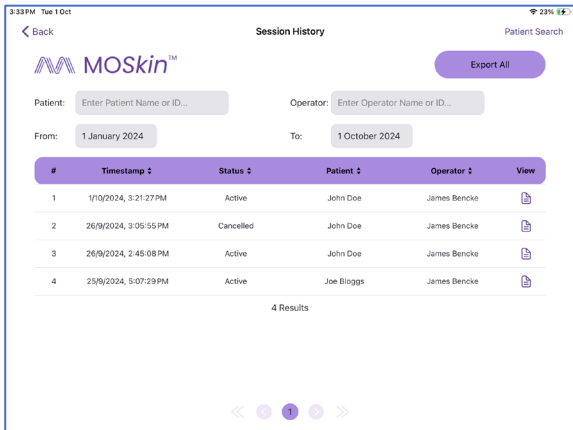 3:33 PM Tue 1 Oct 23%
Back Session History Patient Search
MOSkin™ Export All
Patient: Enter Patient Name or ID... Operator: Enter Operator Name or ID...
From: 1 January 2024 To: 1 October 2024
# Timestamp Status Patient Operator View
1 1/10/2024, 3:21:27 PM Active John Doe James Bencke
2 26/9/2024, 3:05:55 PM Cancelled John Doe James Bencke
3 26/9/2024, 2:45:08 PM Active John Doe James Bencke
4 25/9/2024, 5:07:29 PM Active Joe Bloggs James Bencke
4 Results
1